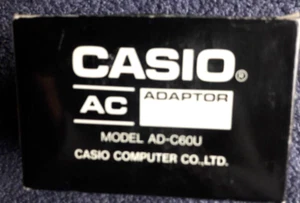 CASIO®
AC ADAPTOR
MODEL AD-C60U
CASIO COMPUTER CO.,LTD.